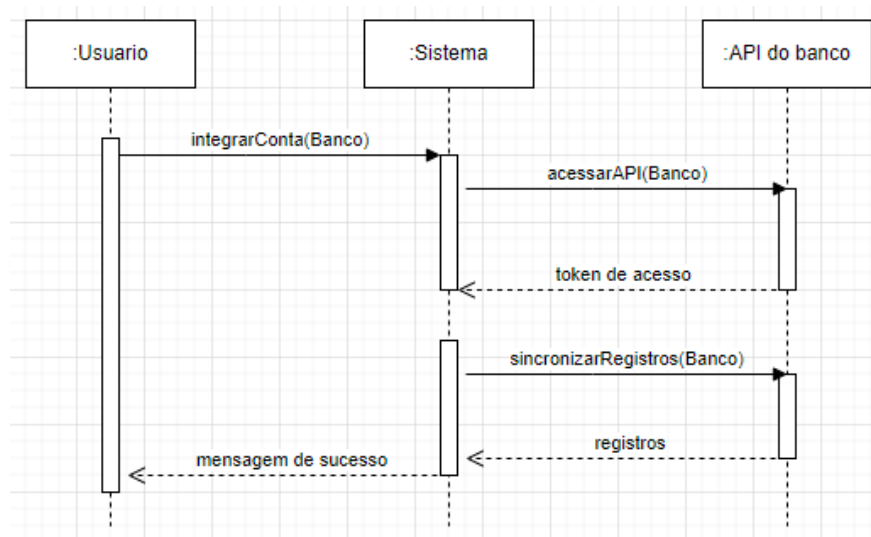 :Usuario
:Sistema
:API do banco
integrarConta(Banco)
acessarAPI(Banco)
token de acesso
sincronizarRegistros(Banco)
registros
mensagem de sucesso